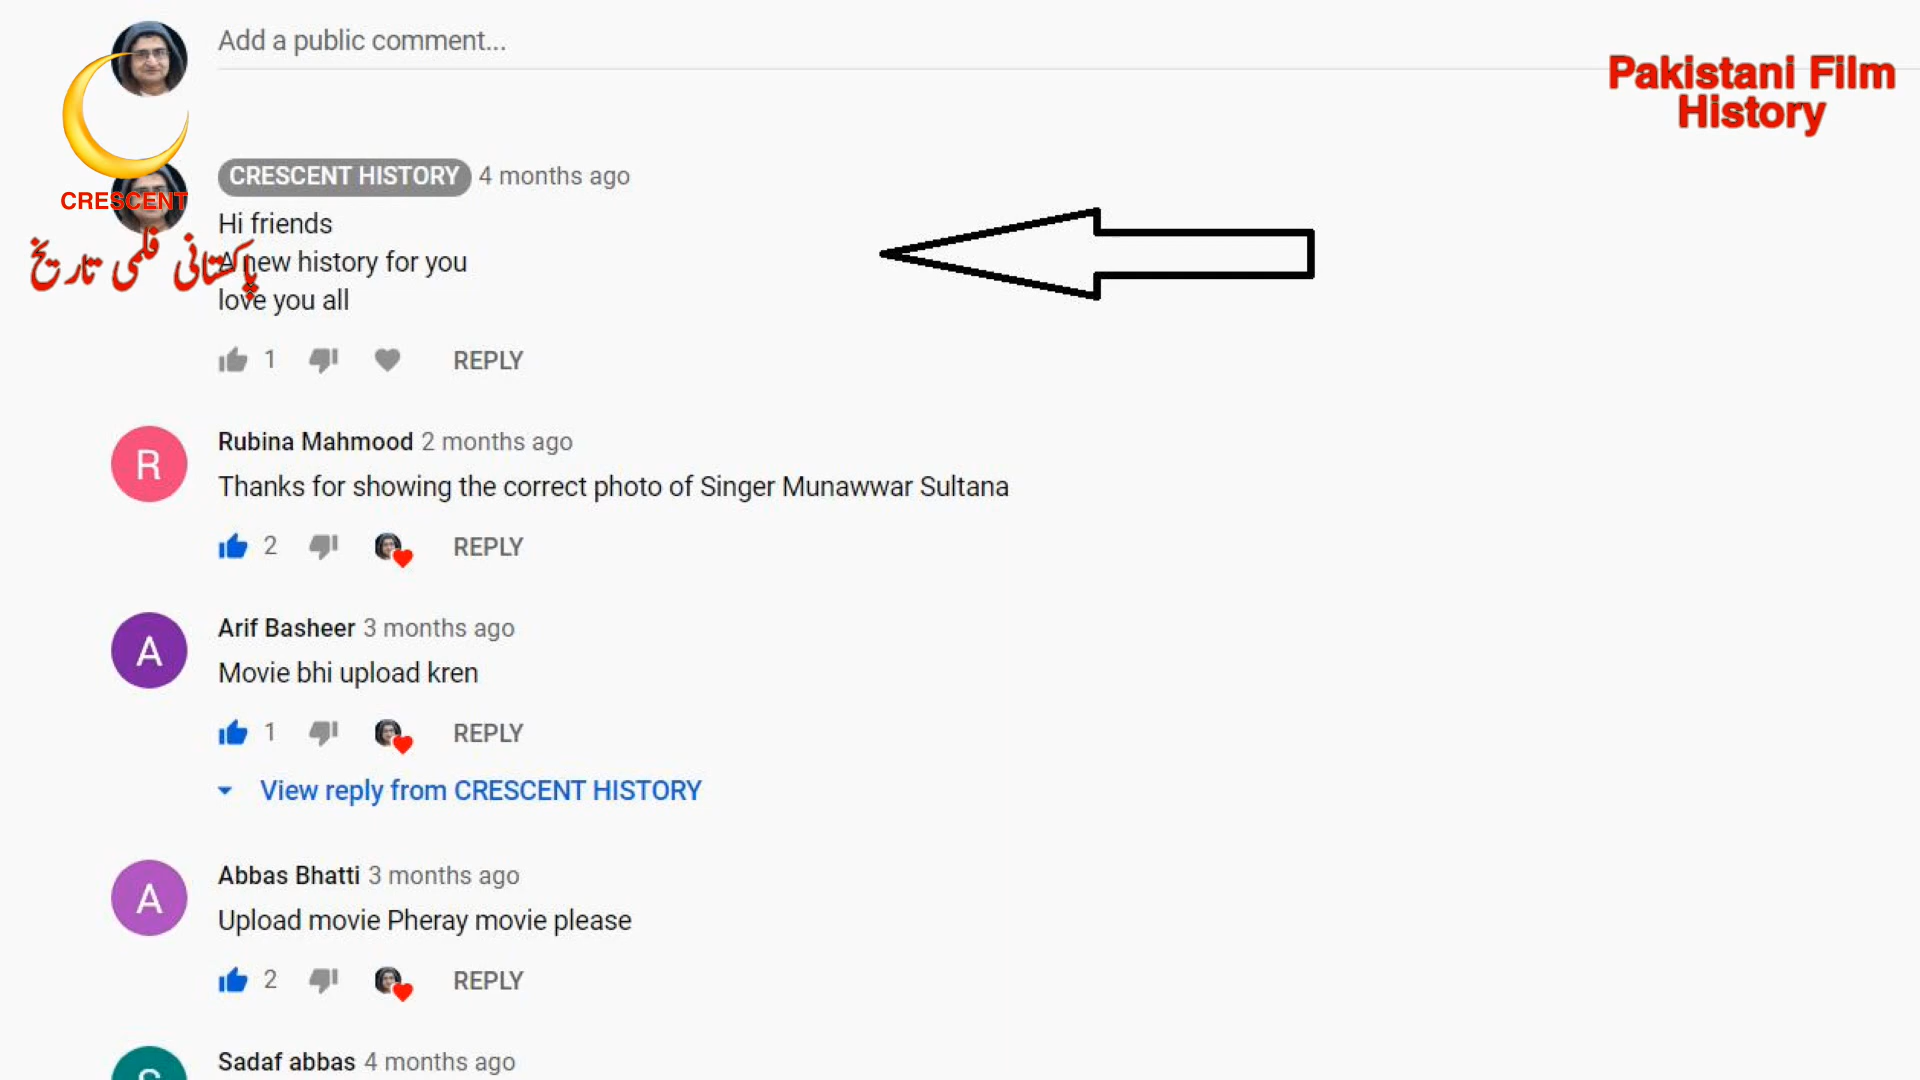 Add a public comment...
Pakistani Film
History
CRESCENT HISTORY 4 months ago
CRESCENT
Hi friends
پاکستانی فلمی تاریخ
A new history for you
love you all
1 REPLY
R
Rubina Mahmood 2 months ago
Thanks for showing the correct photo of Singer Munawwar Sultana
2 REPLY
A
Arif Basheer 3 months ago
Movie bhi upload kren
1 REPLY
View reply from CRESCENT HISTORY
A
Abbas Bhatti 3 months ago
Upload movie Pheray movie please
2 REPLY
S
Sadaf abbas 4 months ago